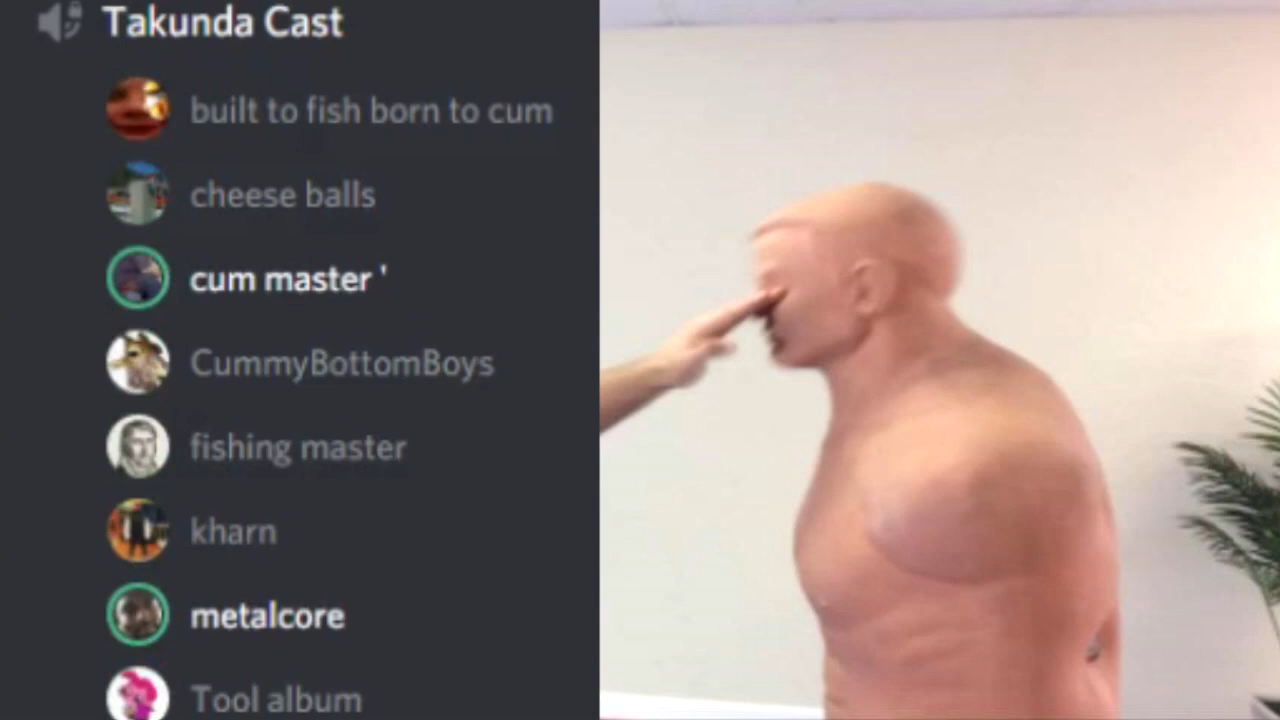 Takunda Cast
built to fish born to cum
cheese balls
cum master '
CummyBottomBoys
fishing master
kharn
metalcore
Tool album